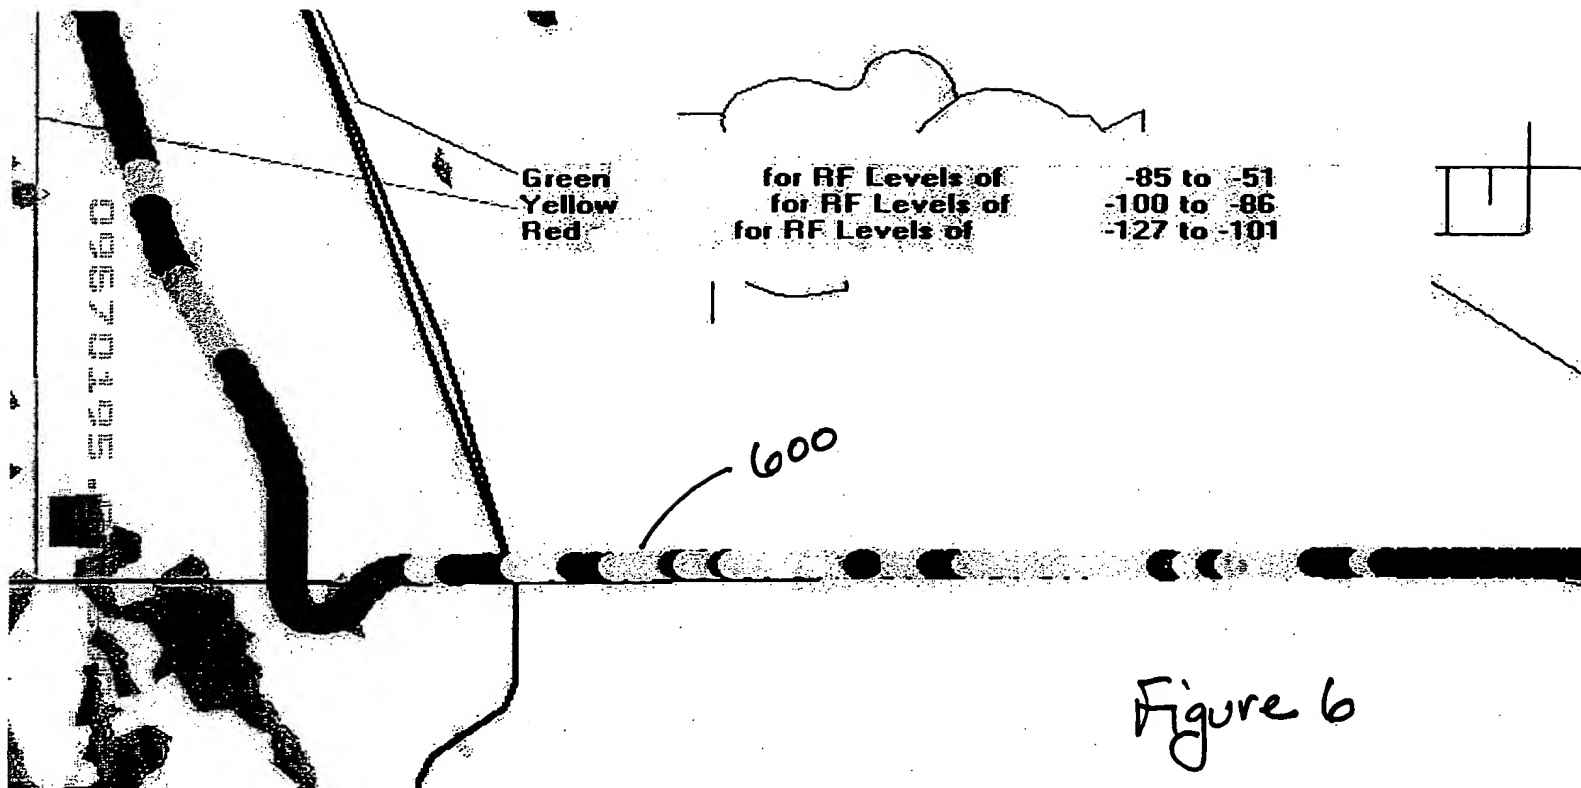 Green for RF Levels of -85 to -51
Yellow for RF Levels of -100 to -86
Red for RF Levels of -127 to -101
09670195
600
Figure 6